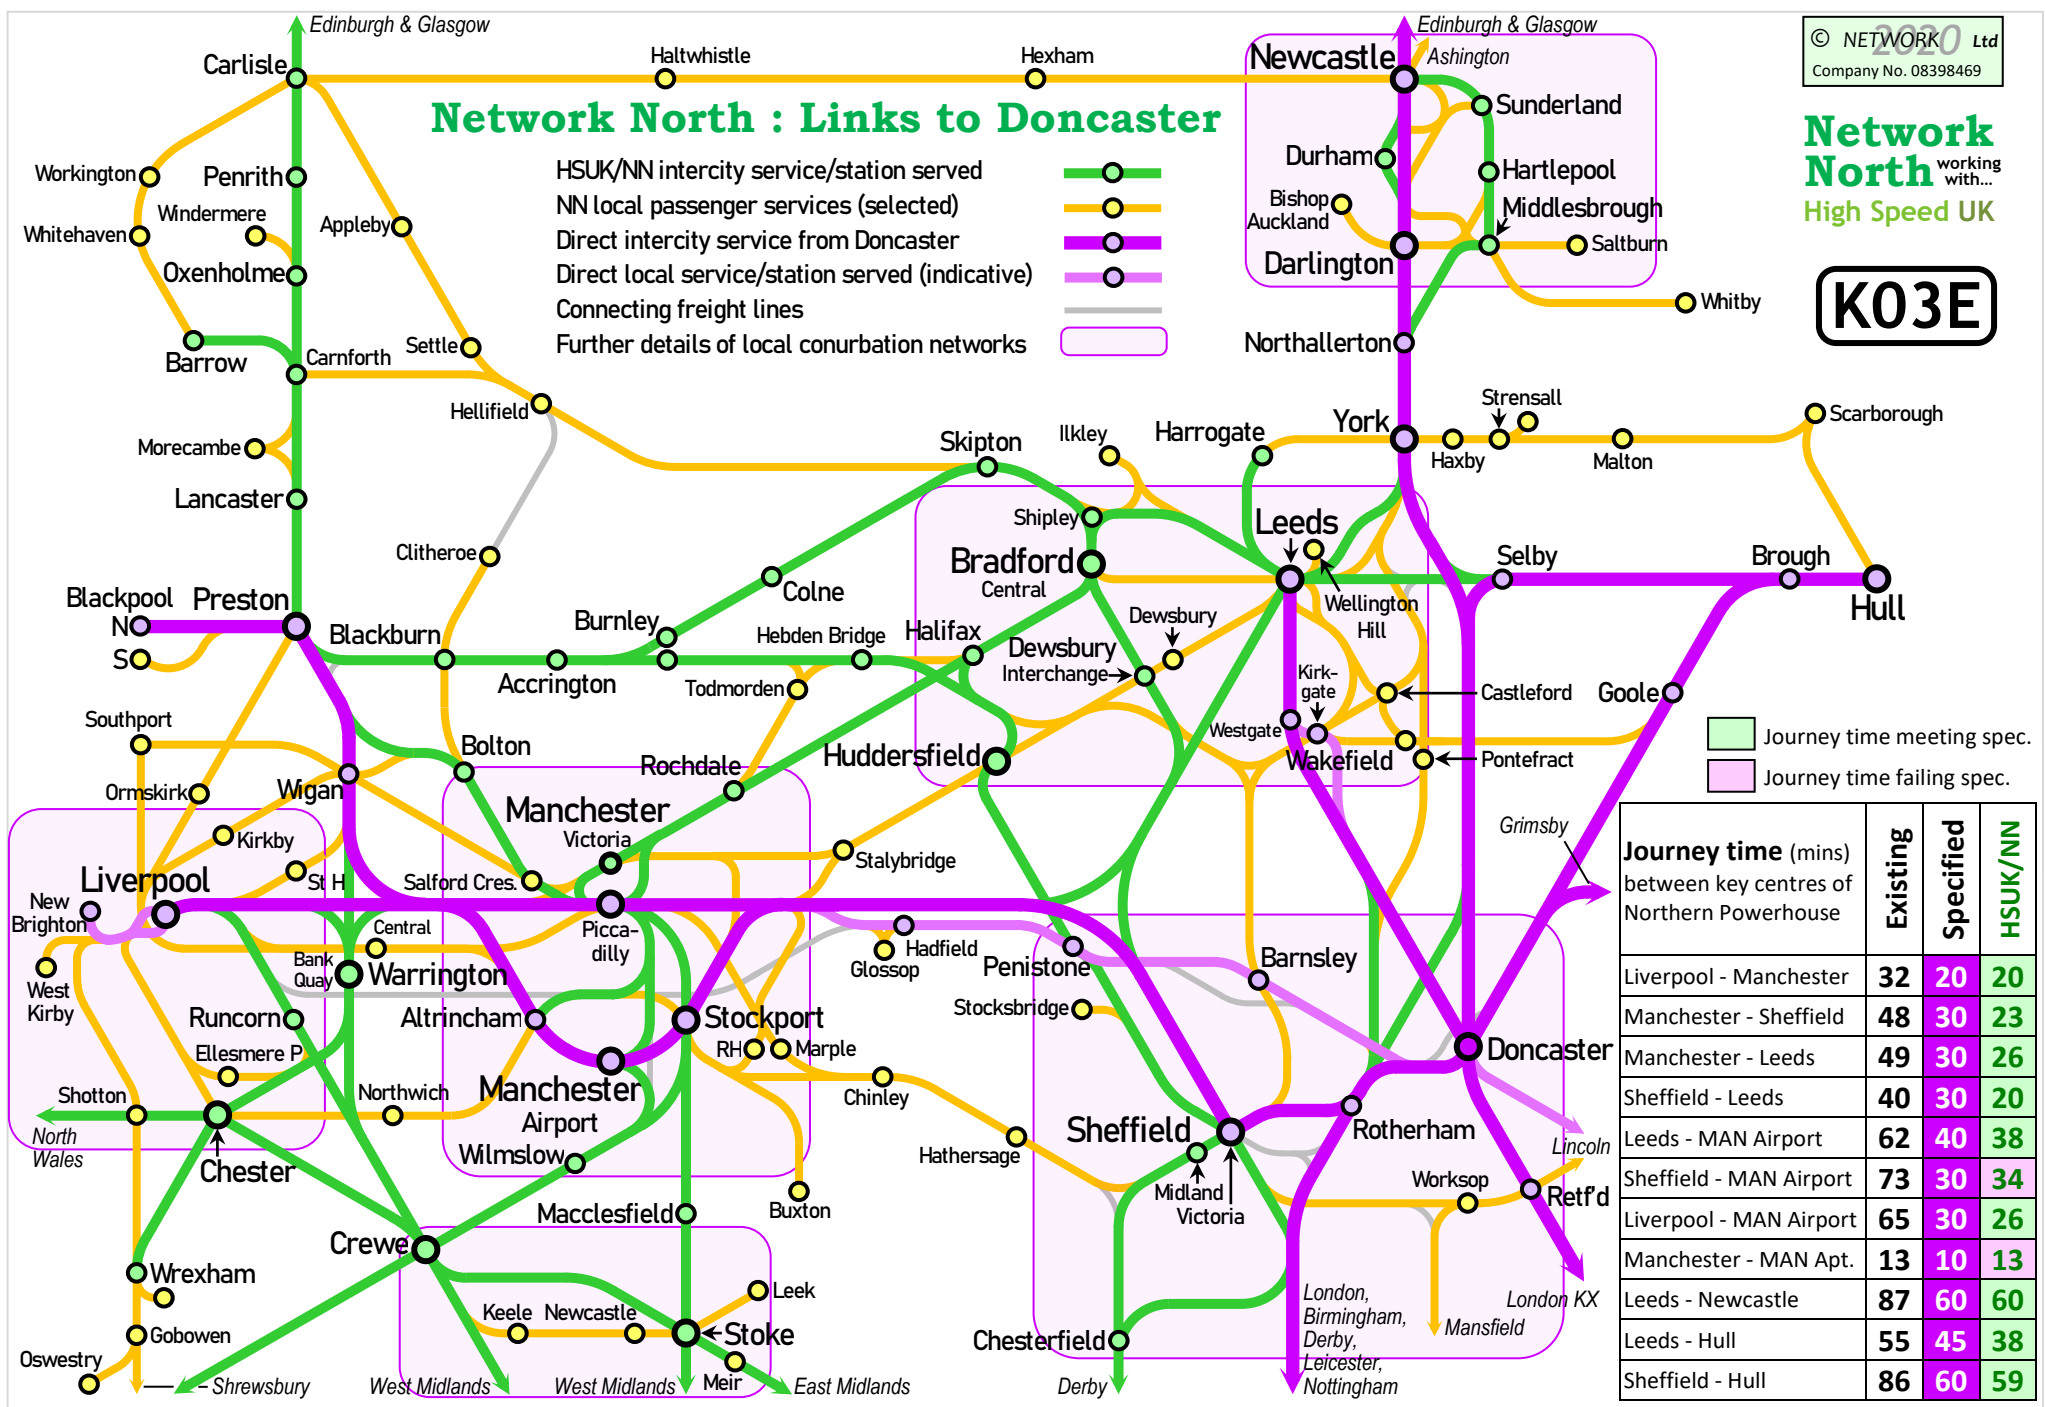 Edinburgh & Glasgow
Edinburgh & Glasgow
© NETWORK 2020 Ltd
Company No. 08398469
Carlisle
Haltwhistle
Hexham
Newcastle
Ashington
Network North : Links to Doncaster
Sunderland
Network
North working
with...
High Speed UK
HSUK/NN intercity service/station served
NN local passenger services (selected)
Direct intercity service from Doncaster
Direct local service/station served (indicative)
Connecting freight lines
Further details of local conurbation networks
Durham
Hartlepool
Bishop
Auckland
Middlesbrough
Saltburn
Darlington
Whitby
K03E
Workington
Penrith
Windermere
Whitehaven
Appleby
Oxenholme
Barrow
Carnforth
Settle
Northallerton
Hellifield
Strensall
Scarborough
York
Haxby
Malton
Morecambe
Skipton
Ilkley
Harrogate
Lancaster
Shipley
Leeds
Clitheroe
Bradford
Central
Selby
Brough
Hull
Colne
Wellington
Hill
Blackpool
N
S
Preston
Blackburn
Burnley
Hebden Bridge
Halifax
Dewsbury
Dewsbury
Interchange
Accrington
Todmorden
Kirk-
gate
Castleford
Goole
Westgate
Wakefield
Pontefract
Southport
Bolton
Rochdale
Huddersfield
Journey time meeting spec.
Journey time failing spec.
Ormskirk
Wigan
Manchester
Victoria
Kirkby
Stalybridge
Grimsby
Liverpool
St H
Salford Cres.
New
Brighton
Central
Picca-
dilly
Hadfield
Glossop
Penistone
Barnsley
Bank
Quay
Warrington
West
Kirby
Stocksbridge
Runcorn
Altrincham
Stockport
Ellesmere P
RH
Marple
Doncaster
Shotton
Northwich
Manchester
Airport
Chinley
North
Wales
Sheffield
Rotherham
Lincoln
Chester
Wilmslow
Hathersage
Midland
Victoria
Worksop
Retf'd
Buxton
Macclesfield
Crewe
Wrexham
Leek
Keele
Newcastle
Stoke
Gobowen
Meir
Oswestry
Shrewsbury
West Midlands
West Midlands
East Midlands
Chesterfield
Derby
London,
Birmingham,
Derby,
Leicester,
Nottingham
Mansfield
London KX
Journey time (mins)
between key centres of
Northern Powerhouse
Existing
Specified
HSUK/NN
Liverpool - Manchester 32 20 20
Manchester - Sheffield 48 30 23
Manchester - Leeds 49 30 26
Sheffield - Leeds 40 30 20
Leeds - MAN Airport 62 40 38
Sheffield - MAN Airport 73 30 34
Liverpool - MAN Airport 65 30 26
Manchester - MAN Apt. 13 10 13
Leeds - Newcastle 87 60 60
Leeds - Hull 55 45 38
Sheffield - Hull 86 60 59